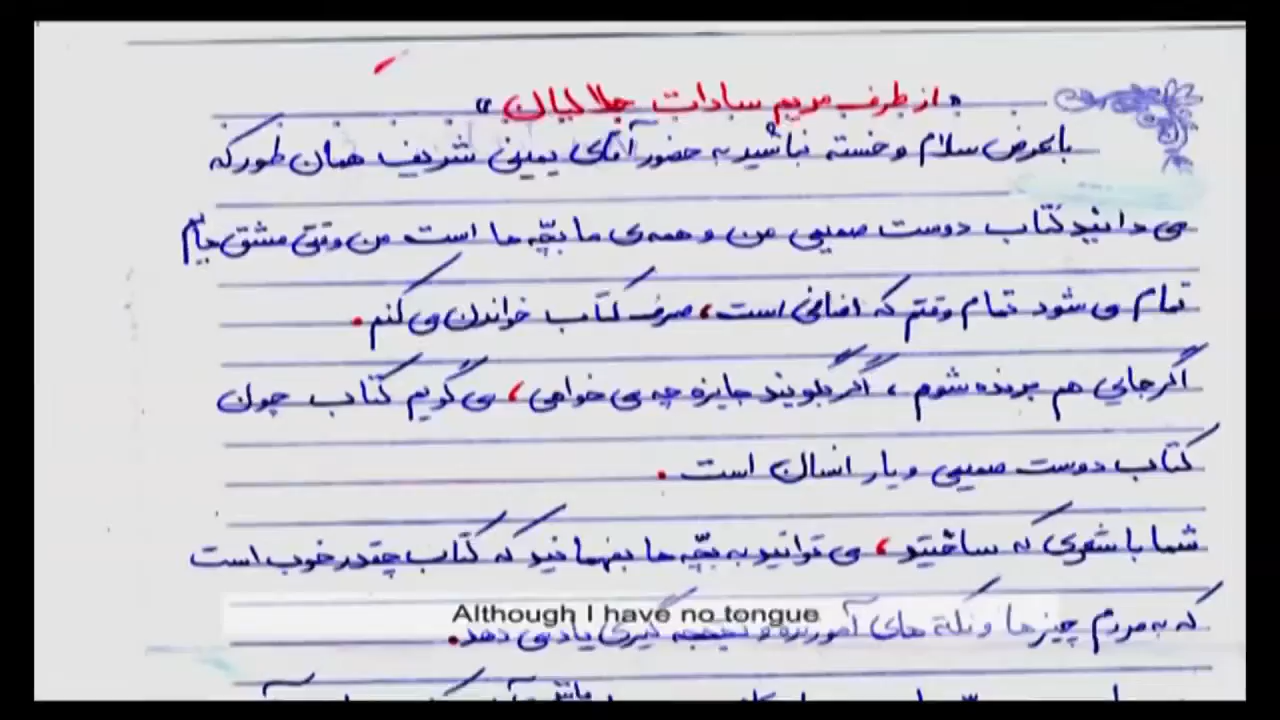 «از طرف مریم سادات جلالیان»
با عرض سلام و خسته نباشید به حضور آقای یمینی شریف همان طور که
می دانید کتاب دوست صمیمی من و همه ی ما بچّه ها است من وقتی مشق هایم
تمام می شود تمام وقتم که اضافی است، صرف کتاب خواندن می کنم.
اگر جایی هم برنده شوم، اگر بگویند جایزه چه می خواهی، می گویم کتاب چون
کتاب دوست صمیمی و یار انسان است.
شما با شعری که ساختید، می توانید به بچّه ها بفهمانید که کتاب چقدر خوب است
که به مردم چیزها و نکته های آموزنده و نتیجه گیری یاد می دهد.
Although I have no tongue